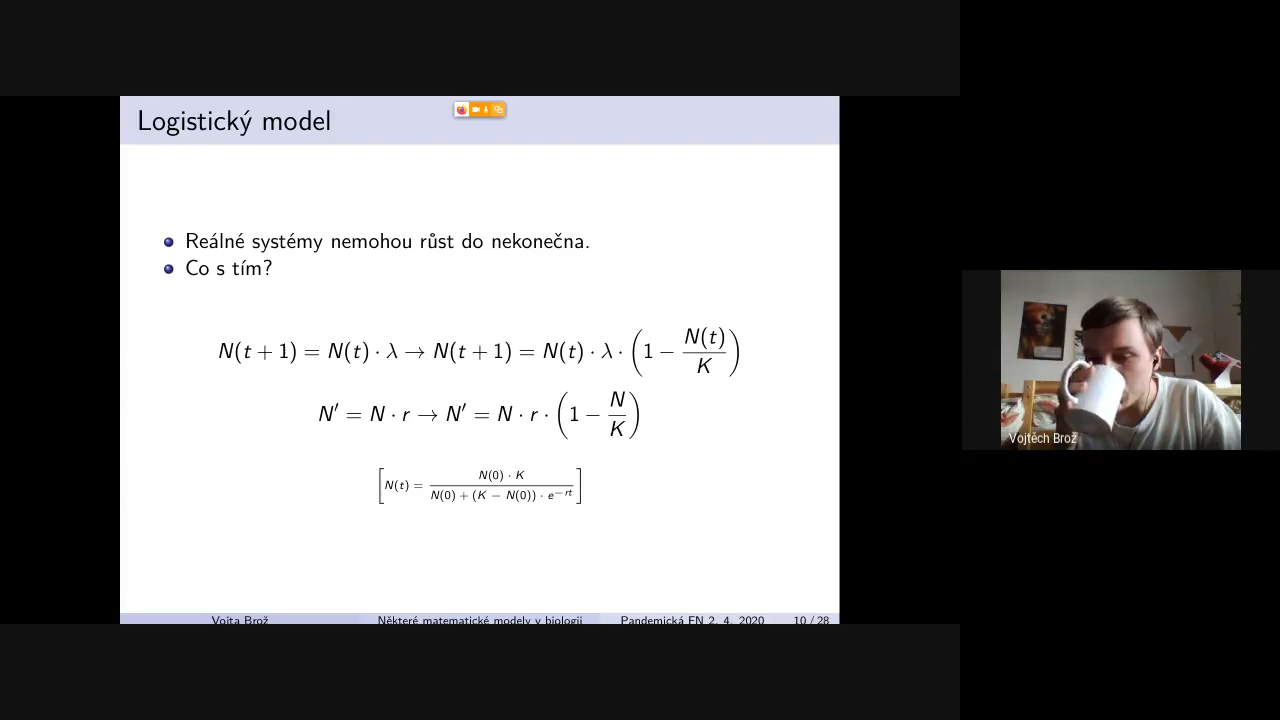 Logistický model
Reálné systémy nemohou růst do nekonečna.
Co s tím?
N(t + 1) = N(t) · λ → N(t + 1) = N(t) · λ · (1 − N(t)/K)
N′ = N · r → N′ = N · r · (1 − N/K)
[N(t) = N(0) · K / N(0) + (K − N(0)) · e^−rt]
Vojta Brož Některé matematické modely v biologii Pandemická FN 2. 4. 2020 10 / 28
Vojtěch Brož